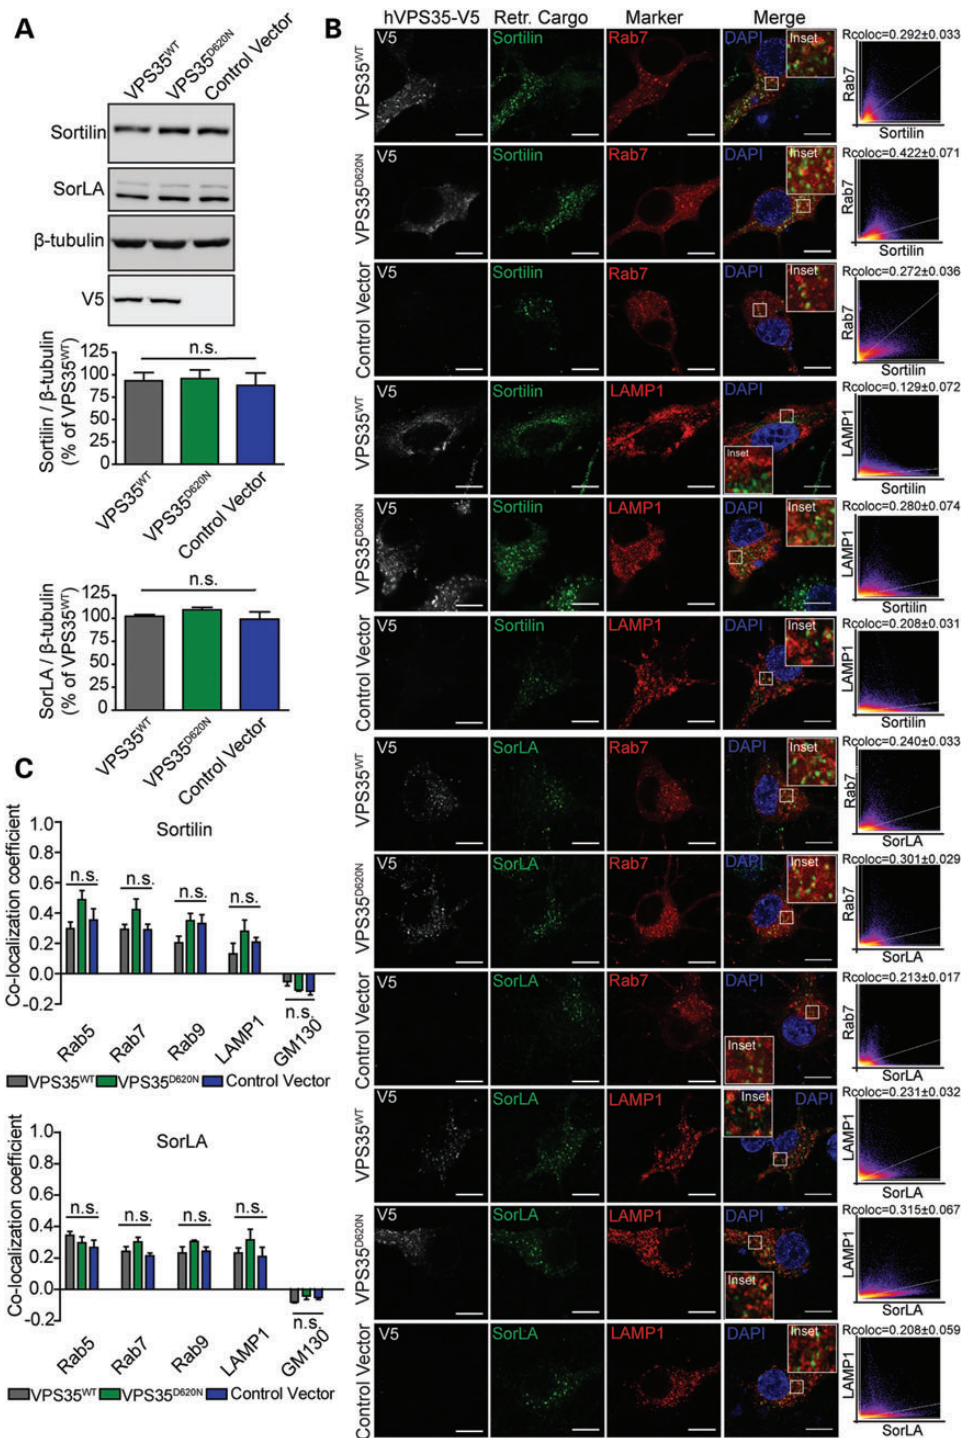 A
VPS35WT
VPS35D620N
Control Vector
Sortilin
SorLA
β-tubulin
V5
n.s.
Sortilin / β-tubulin
(% of VPS35WT)
125
100
75
50
25
0
VPS35WT
VPS35D620N
Control Vector
n.s.
SorLA / β-tubulin
(% of VPS35WT)
125
100
75
50
25
0
VPS35WT
VPS35D620N
Control Vector
B
hVPS35-V5 Retr. Cargo Marker Merge
VPS35WT
V5 Sortilin Rab7 DAPI Inset
Rcoloc=0.292±0.033
Rab7
Sortilin
VPS35D620N
V5 Sortilin Rab7 DAPI Inset
Rcoloc=0.422±0.071
Rab7
Sortilin
Control Vector
V5 Sortilin Rab7 DAPI Inset
Rcoloc=0.272±0.036
Rab7
Sortilin
VPS35WT
V5 Sortilin LAMP1 DAPI Inset
Rcoloc=0.129±0.072
LAMP1
Sortilin
VPS35D620N
V5 Sortilin LAMP1 DAPI Inset
Rcoloc=0.280±0.074
LAMP1
Sortilin
Control Vector
V5 Sortilin LAMP1 DAPI Inset
Rcoloc=0.208±0.031
LAMP1
Sortilin
VPS35WT
V5 SorLA Rab7 DAPI Inset
Rcoloc=0.240±0.033
Rab7
SorLA
VPS35D620N
V5 SorLA Rab7 DAPI Inset
Rcoloc=0.301±0.029
Rab7
SorLA
Control Vector
V5 SorLA Rab7 DAPI Inset
Rcoloc=0.213±0.017
Rab7
SorLA
VPS35WT
V5 SorLA LAMP1 Inset DAPI
Rcoloc=0.231±0.032
LAMP1
SorLA
VPS35D620N
V5 SorLA LAMP1 DAPI Inset
Rcoloc=0.315±0.067
LAMP1
SorLA
Control Vector
V5 SorLA LAMP1 DAPI Inset
Rcoloc=0.208±0.059
LAMP1
SorLA
C
Sortilin
Co-localization coefficient
1.0
0.8
0.6
0.4
0.2
0.0
-0.2
n.s. n.s. n.s. n.s. n.s.
Rab5 Rab7 Rab9 LAMP1 GM130
VPS35WT VPS35D620N Control Vector
SorLA
Co-localization coefficient
1.0
0.8
0.6
0.4
0.2
0.0
-0.2
n.s. n.s. n.s. n.s. n.s.
Rab5 Rab7 Rab9 LAMP1 GM130
VPS35WT VPS35D620N Control Vector